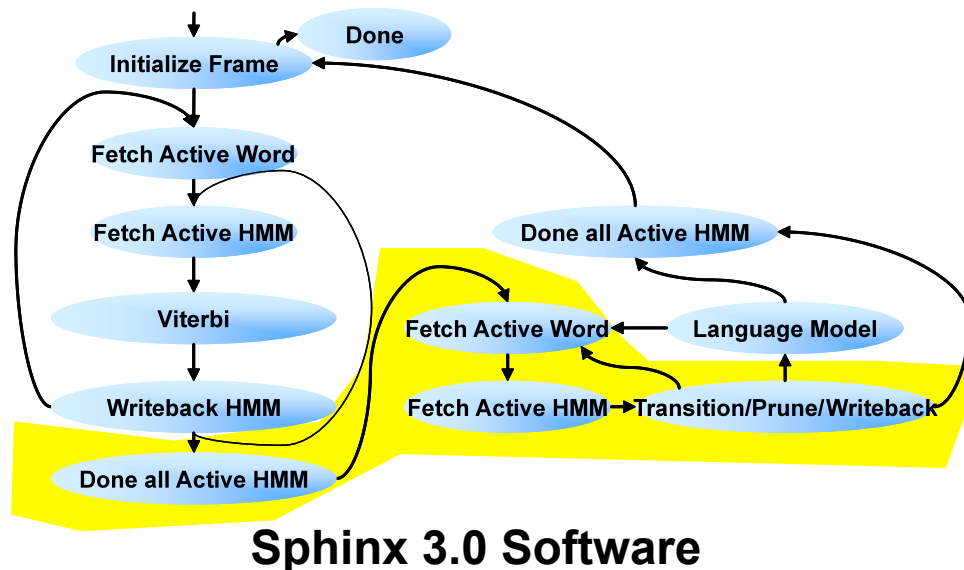 Done
Initialize Frame
Fetch Active Word
Fetch Active HMM
Viterbi
Writeback HMM
Done all Active HMM
Done all Active HMM
Fetch Active Word
Language Model
Fetch Active HMM
Transition/Prune/Writeback
Sphinx 3.0 Software